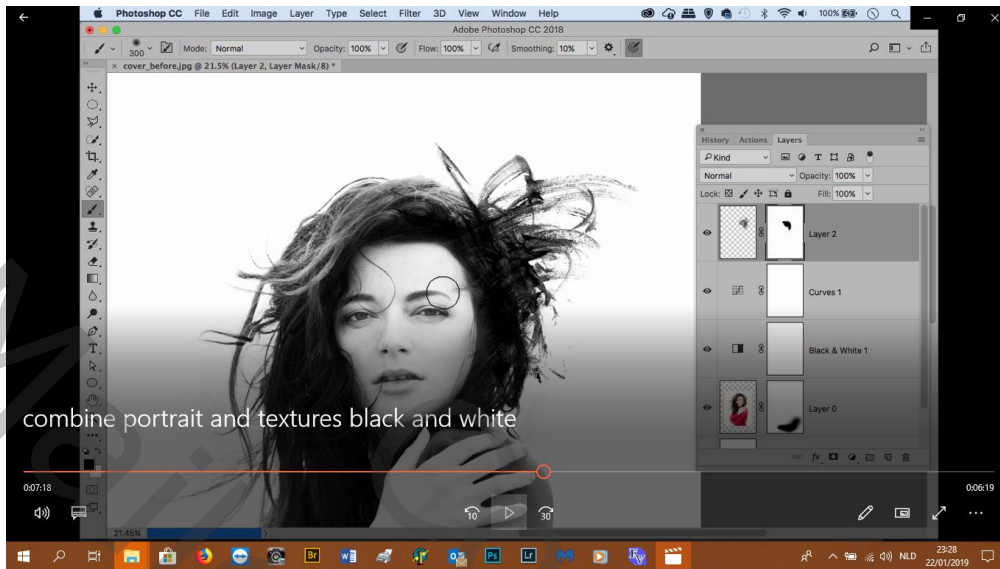 Photoshop CC File Edit Image Layer Type Select Filter 3D View Window Help 100%
Adobe Photoshop CC 2018
300 Mode: Normal Opacity: 100% Flow: 100% Smoothing: 10%
× cover_before.jpg @ 21.5% (Layer 2, Layer Mask/8) *
History Actions Layers
Kind
Normal Opacity: 100%
Lock: Fill: 100%
Layer 2
Curves 1
Black & White 1
Layer 0
fx
combine portrait and textures black and white
0:07:18 0:06:19
10 30
21.45%
Br Ps Lr NLD 23:28
22/01/2019